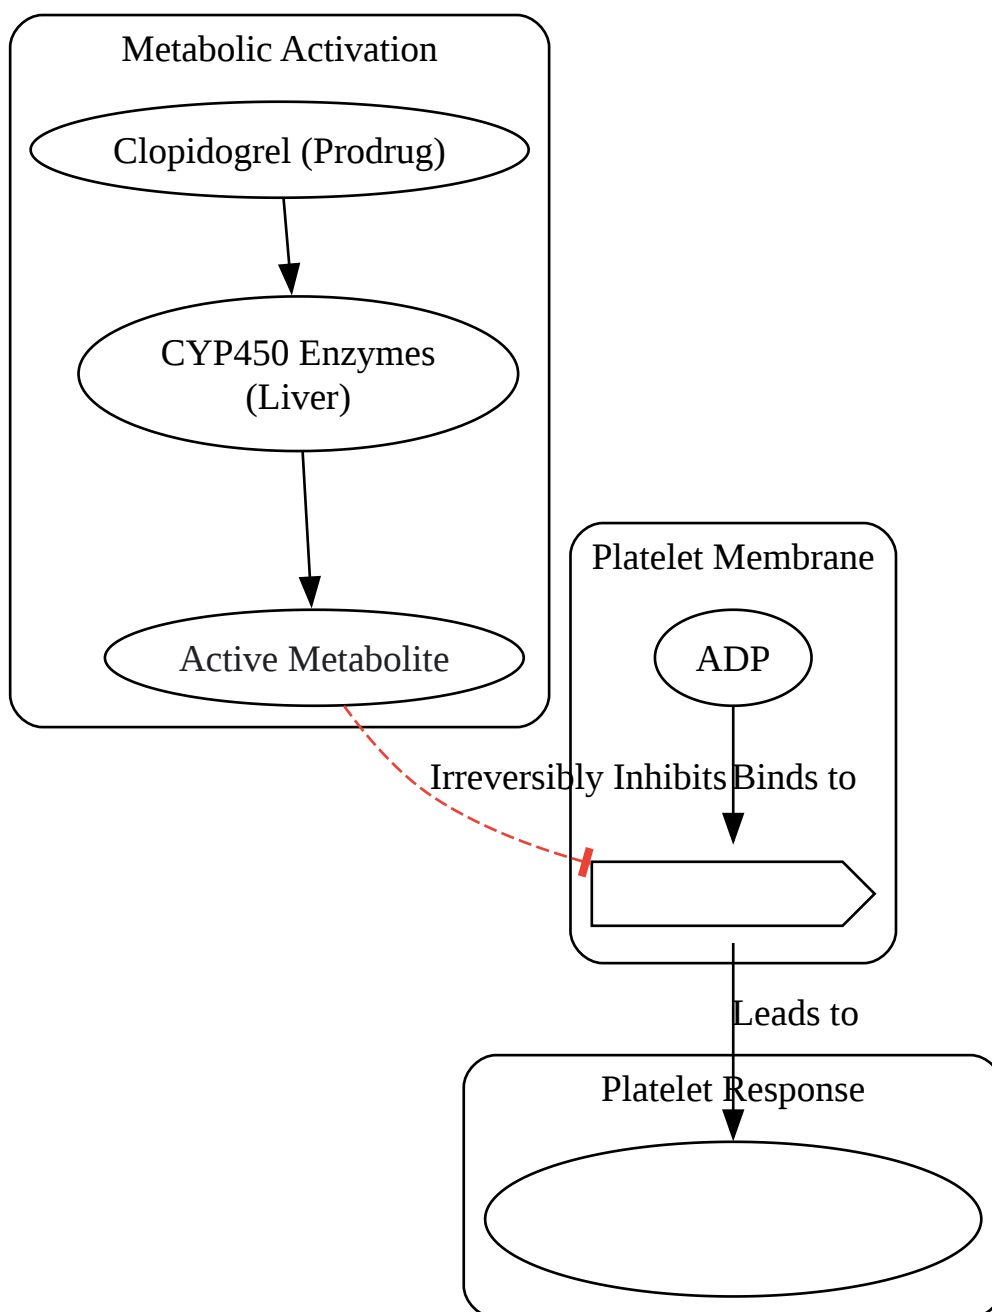 Metabolic Activation
Clopidogrel (Prodrug)
CYP450 Enzymes
(Liver)
Active Metabolite
Platelet Membrane
ADP
Irreversibly Inhibits
Binds to
Leads to
Platelet Response